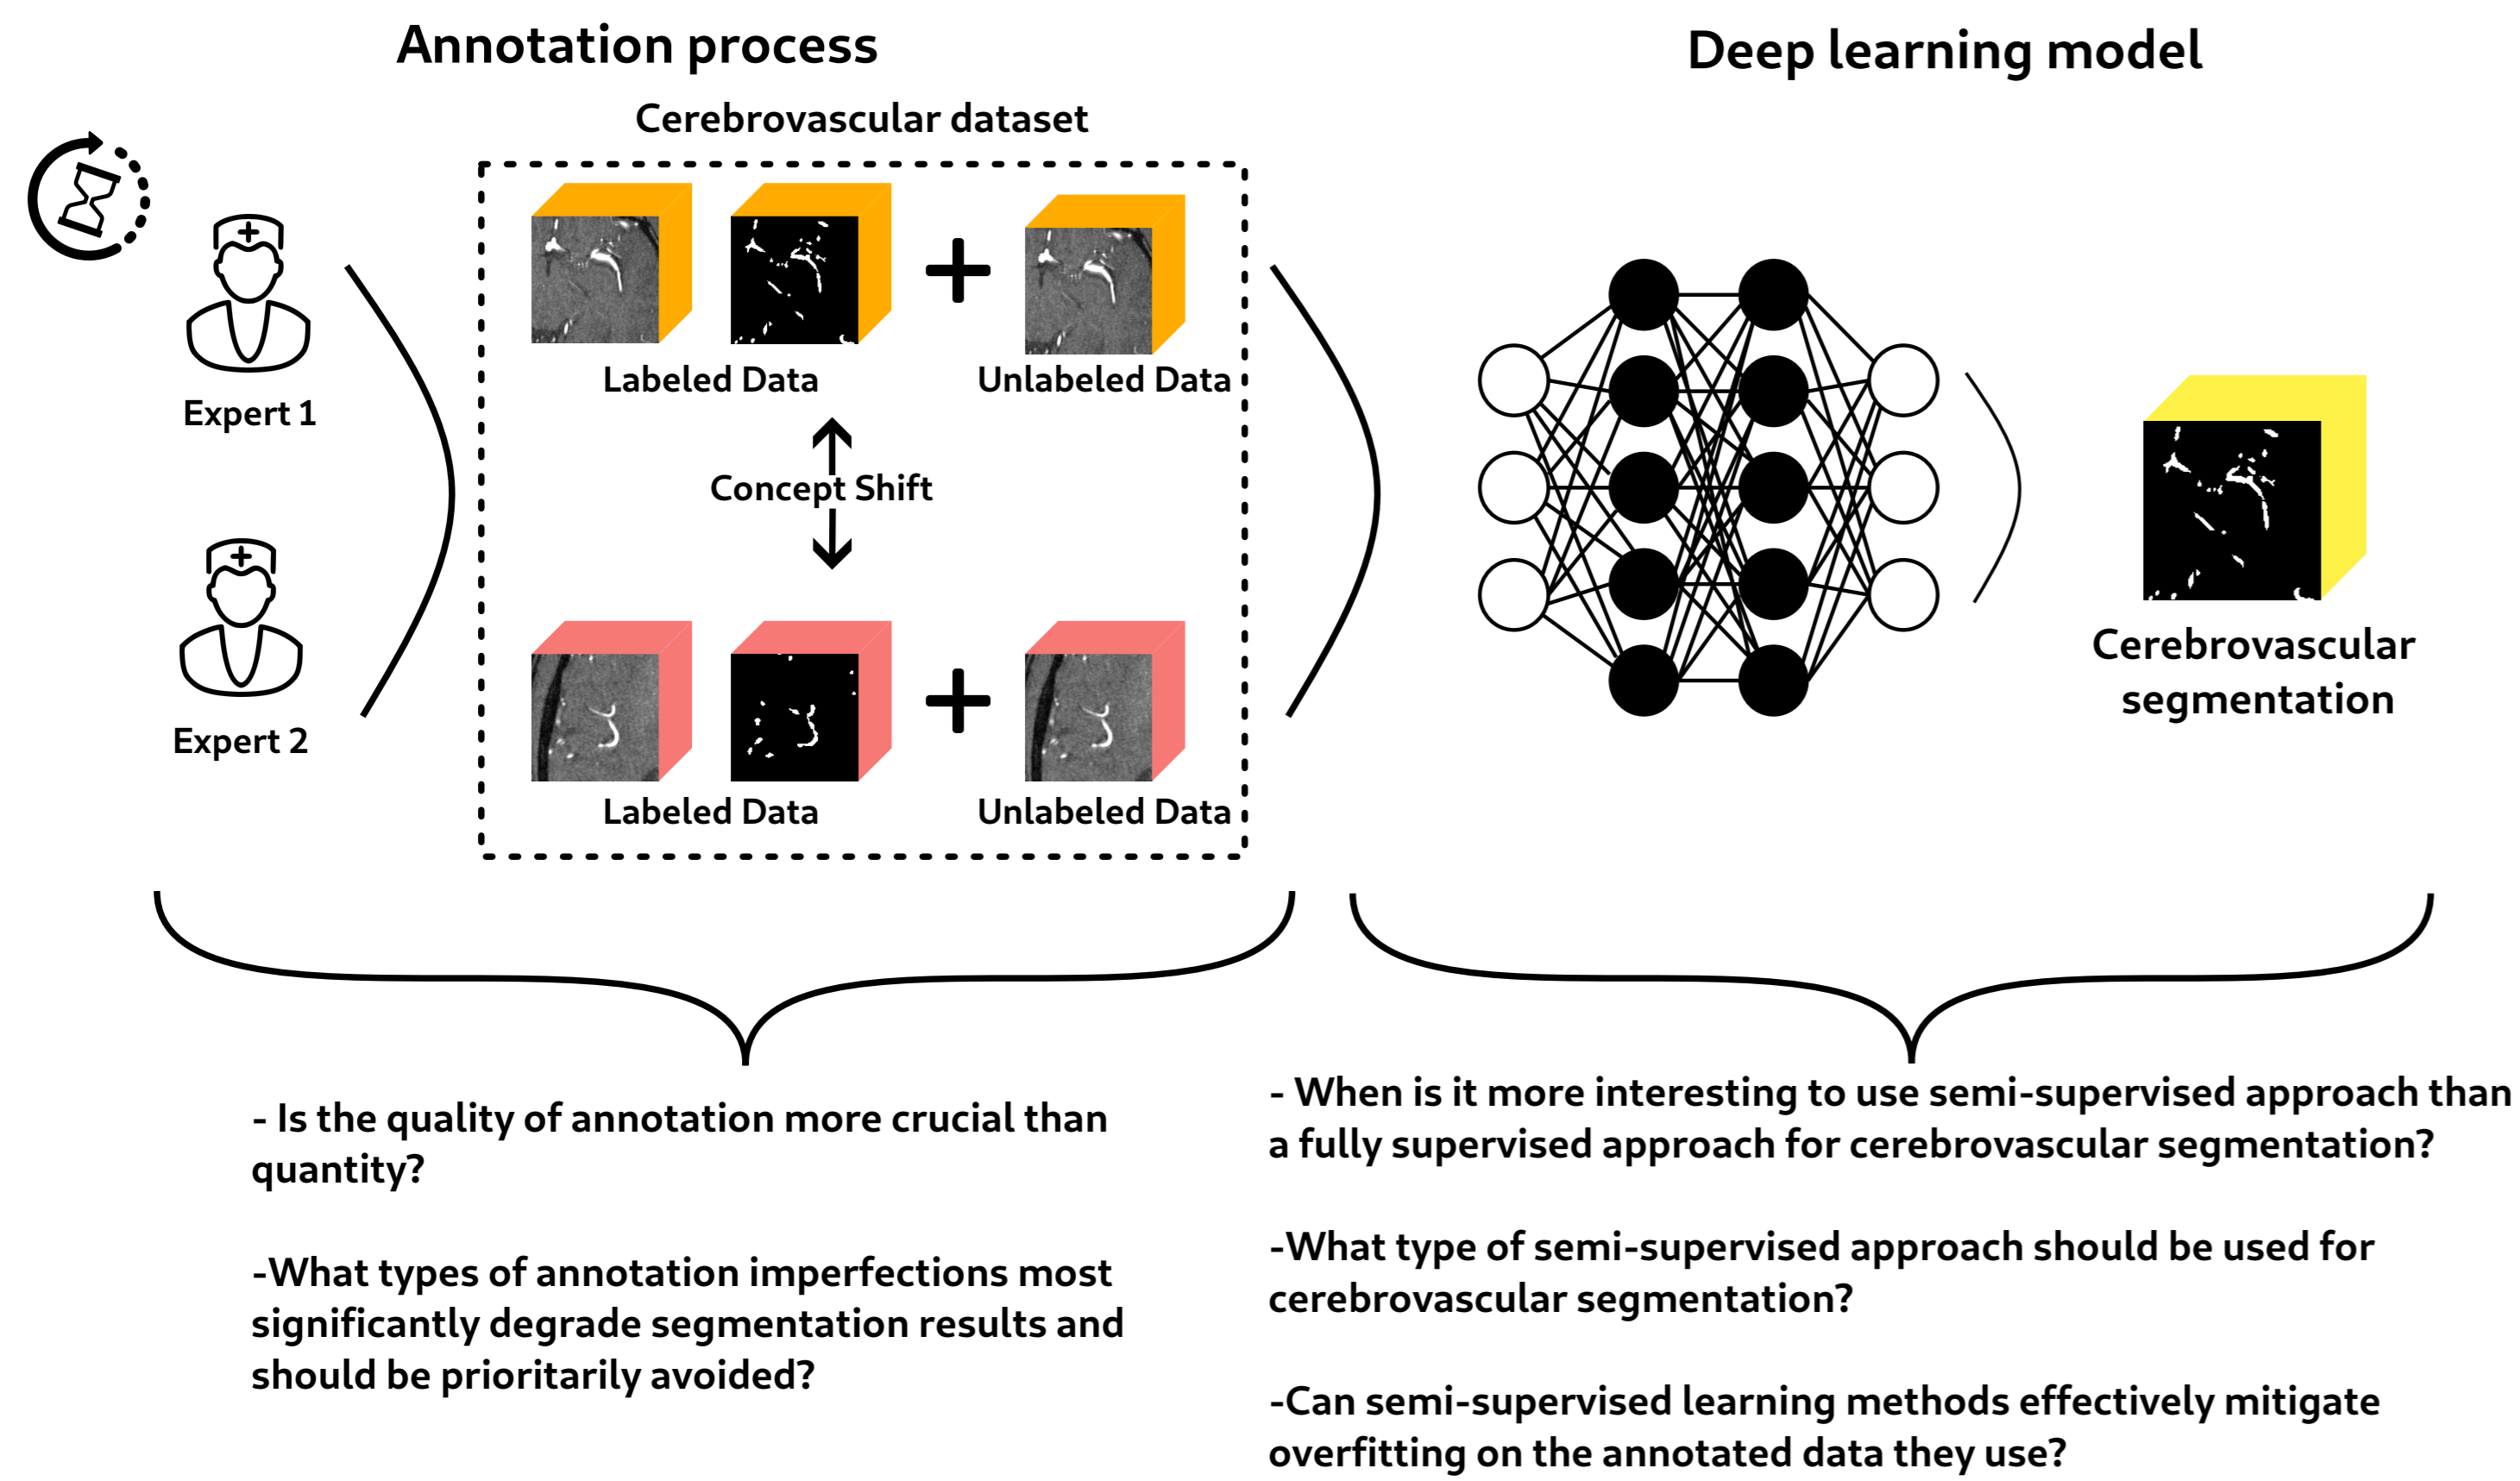 Annotation process
Deep learning model
Cerebrovascular dataset
Expert 1
Labeled Data
Unlabeled Data
Concept Shift
Expert 2
Labeled Data
Unlabeled Data
Cerebrovascular
segmentation
- Is the quality of annotation more crucial than
quantity?
-What types of annotation imperfections most
significantly degrade segmentation results and
should be prioritarily avoided?
- When is it more interesting to use semi-supervised approach than
a fully supervised approach for cerebrovascular segmentation?
-What type of semi-supervised approach should be used for
cerebrovascular segmentation?
-Can semi-supervised learning methods effectively mitigate
overfitting on the annotated data they use?